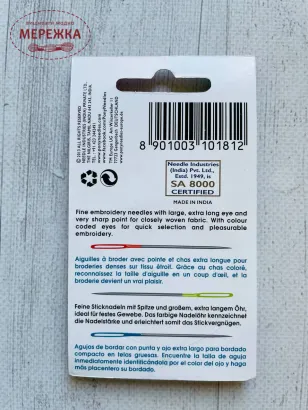 КРАМНИЦЯ МОДНО
МЕРЕЖКА
8 901003 101812
Needle Industries
(India) Pvt. Ltd.,
Estd. 1949, is
SA 8000
CERTIFIED
MADE IN INDIA
Fine embroidery needles with large, extra long eye and
very sharp point for closely woven fabric. With colour
coded eyes for quick selection and pleasurable
embroidery.
Aiguilles à broder avec pointe et chas extra longue pour
broderies denses sur tissu étroit. Grâce au chas coloré,
reconnaissez la taille d'aiguille en un coup d'œil, et la
broderie devient un vrai plaisir.
Feine Sticknadeln mit Spitze und großem, extra langem Öhr,
ideal für festes Gewebe. Das farbige Nadelöhr kennzeichnet
die Nadelstärke und erleichtert somit das Stickvergnügen.
Agujas de bordar con punta y ojo extra largo para bordado
compacto en telas gruesas. Encuentre la talla de aguja
inmediatamente identificándola por el color del ojo y haga
más placentero su bordado.